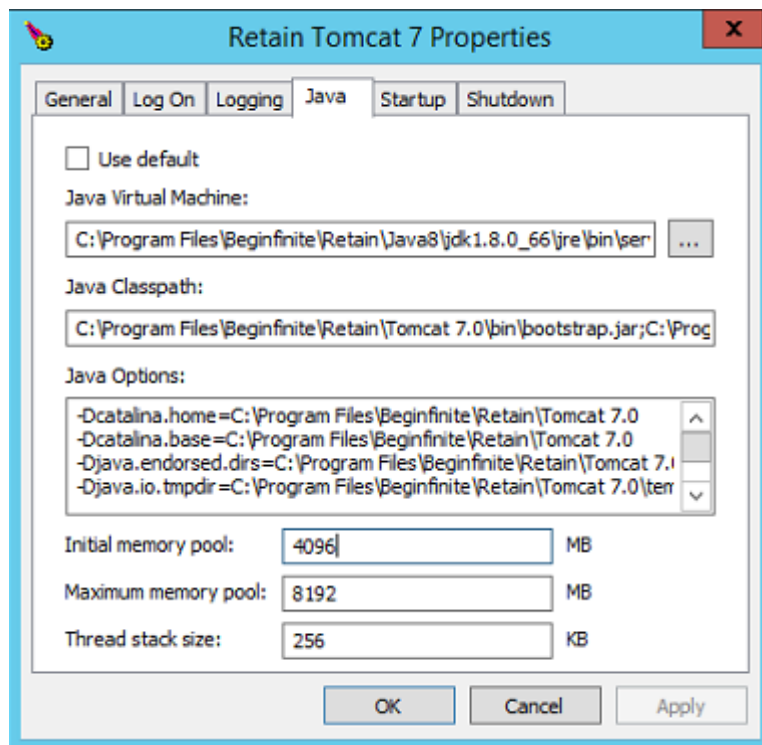 Retain Tomcat 7 Properties
x
General Log On Logging Java Startup Shutdown
Use default
Java Virtual Machine:
C:\Program Files\Beginfinite\Retain\Java8\jdk1.8.0_66\jre\bin\ser
...
Java Classpath:
C:\Program Files\Beginfinite\Retain\Tomcat 7.0\bin\bootstrap.jar;C:\Prog
Java Options:
-Dcatalina.home=C:\Program Files\Beginfinite\Retain\Tomcat 7.0
-Dcatalina.base=C:\Program Files\Beginfinite\Retain\Tomcat 7.0
-Djava.endorsed.dirs=C:\Program Files\Beginfinite\Retain\Tomcat 7.
-Djava.io.tmpdir=C:\Program Files\Beginfinite\Retain\Tomcat 7.0\tem
Initial memory pool: 4096 MB
Maximum memory pool: 8192 MB
Thread stack size: 256 KB
OK Cancel Apply